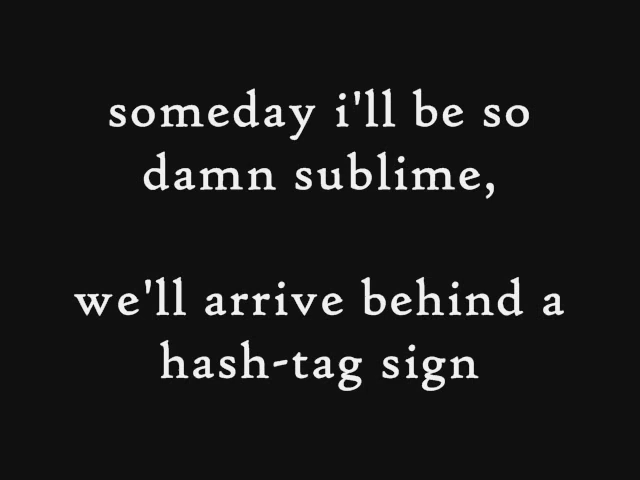 someday i'll be so
damn sublime,
we'll arrive behind a
hash-tag sign